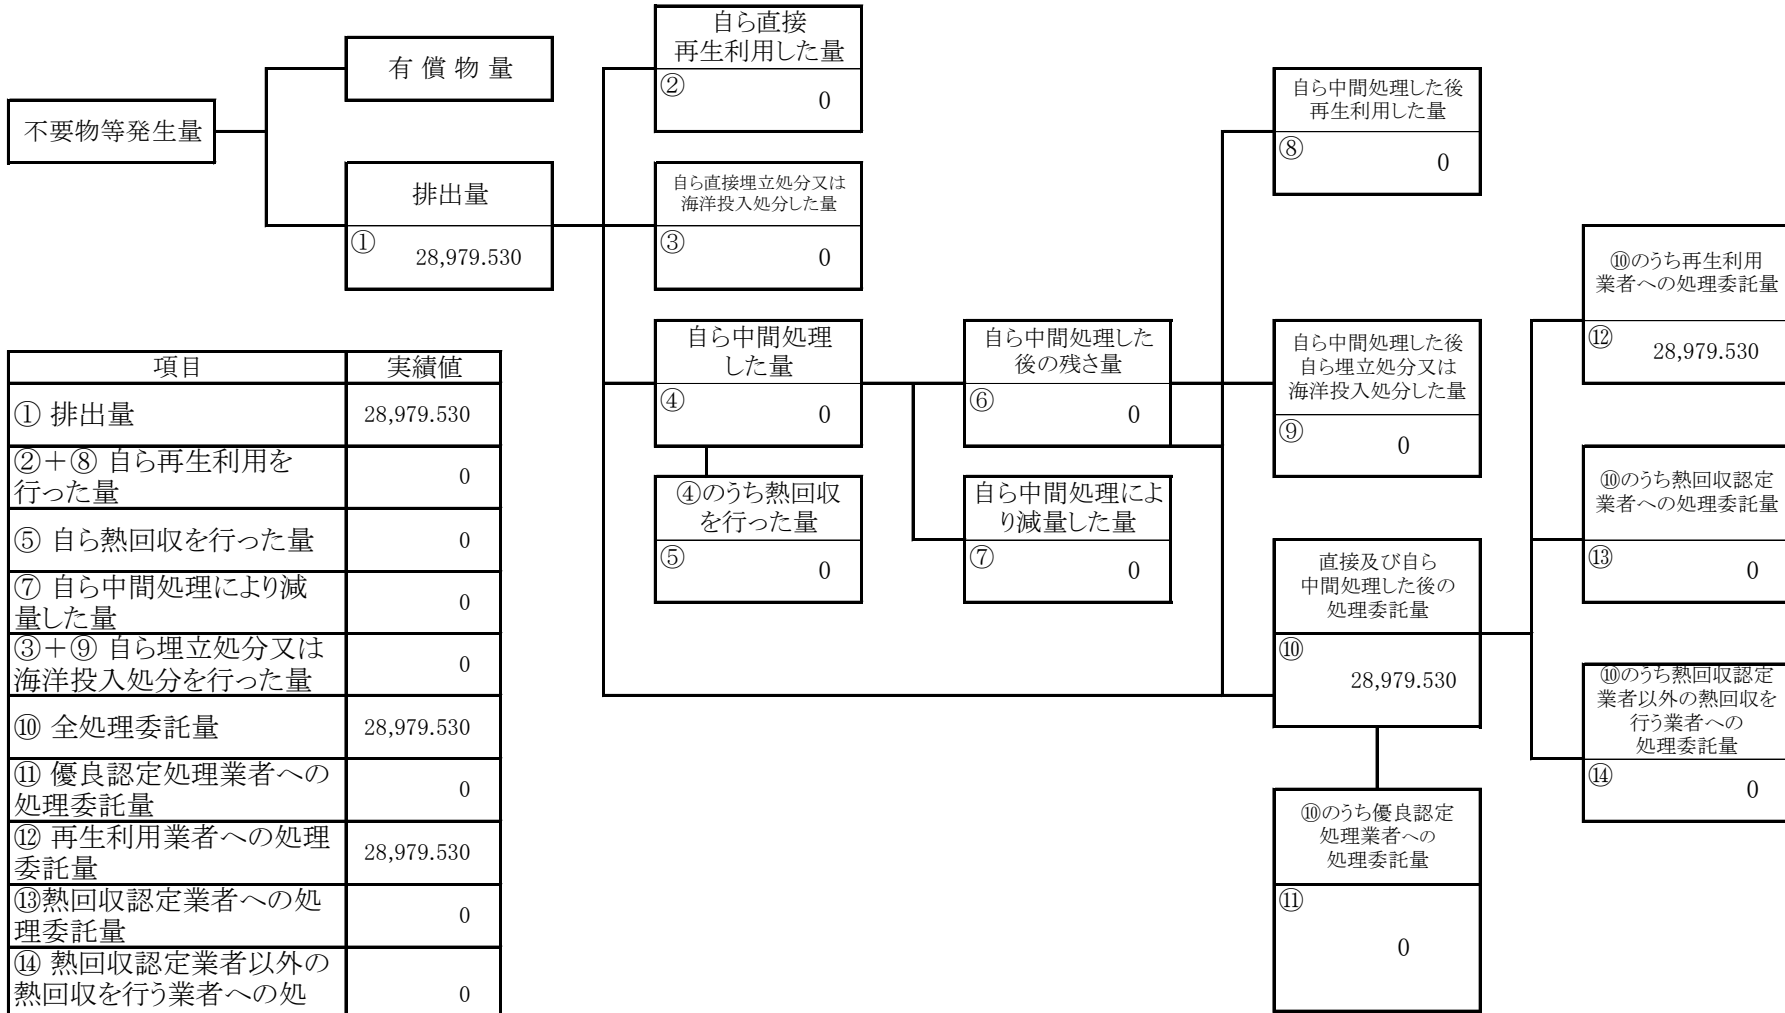 不要物等発生量
有 償 物 量
排出量
①
28,979.530
自ら直接
再生利用した量
②
0
自ら直接埋立処分又は
海洋投入処分した量
③
0
自ら中間処理
した量
④
0
④のうち熱回収
を行った量
⑤
0
自ら中間処理した
後の残さ量
⑥
0
自ら中間処理によ
り減量した量
⑦
0
自ら中間処理した後
再生利用した量
⑧
0
自ら中間処理した後
自ら埋立処分又は
海洋投入処分した量
⑨
0
直接及び自ら
中間処理した後の
処理委託量
⑩
28,979.530
⑩のうち優良認定
処理業者への
処理委託量
⑪
0
⑩のうち再生利用
業者への処理委託量
⑫
28,979.530
⑩のうち熱回収認定
業者への処理委託量
⑬
0
⑩のうち熱回収認定
業者以外の熱回収を
行う業者への
処理委託量
⑭
0
項目 実績値
① 排出量 28,979.530
②+⑧ 自ら再生利用を
行った量 0
⑤ 自ら熱回収を行った量 0
⑦ 自ら中間処理により減
量した量 0
③+⑨ 自ら埋立処分又は
海洋投入処分を行った量 0
⑩ 全処理委託量 28,979.530
⑪ 優良認定処理業者への
処理委託量 0
⑫ 再生利用業者への処理
委託量 28,979.530
⑬熱回収認定業者への処
理委託量 0
⑭ 熱回収認定業者以外の
熱回収を行う業者への処 0